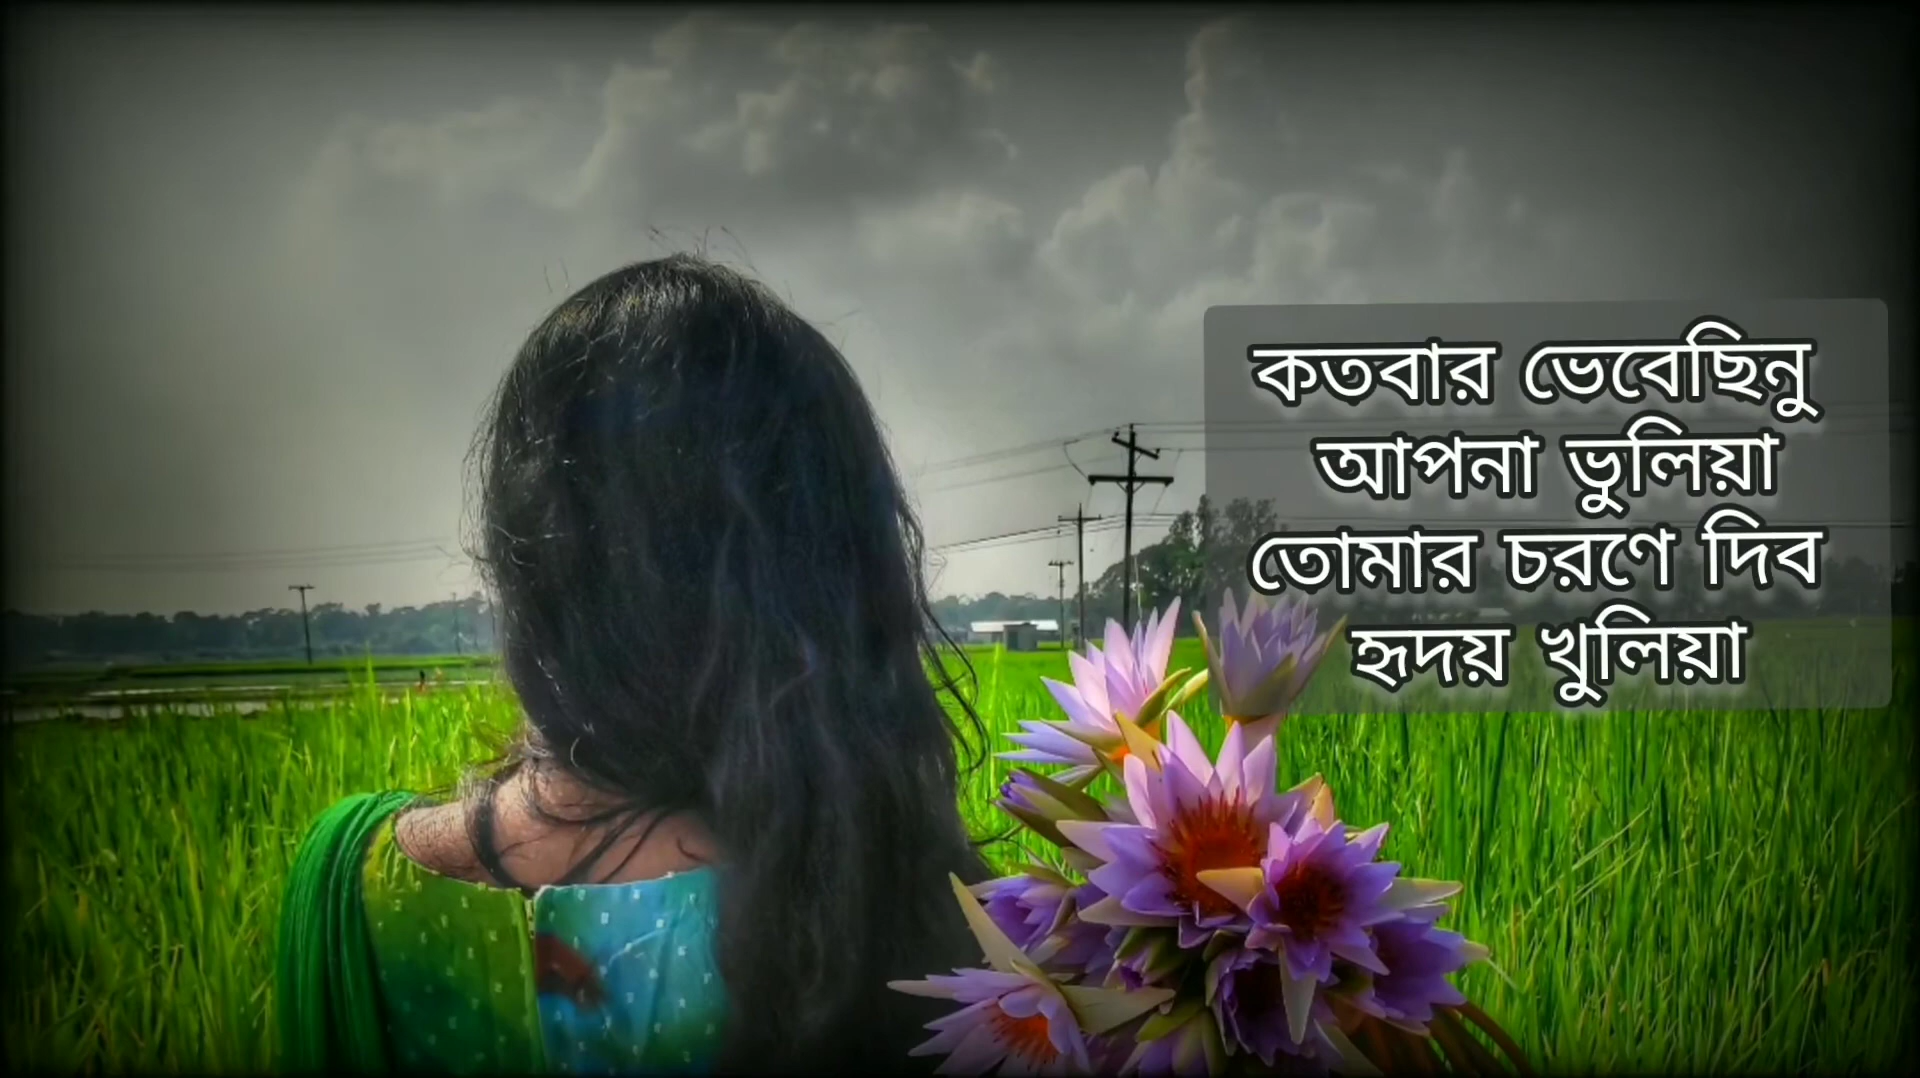 কতবার ভেবেছিনু
আপনা ভুলিয়া
তোমার চরণে দিব
হৃদয় খুলিয়া